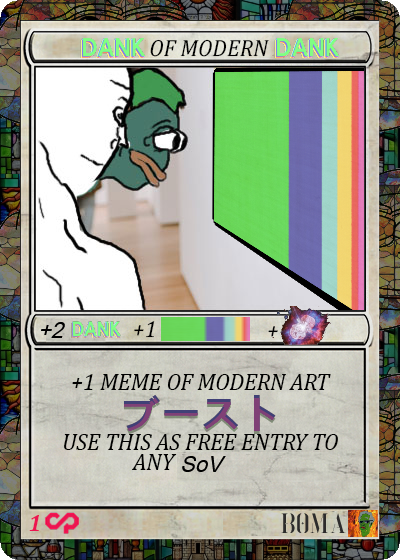 DANK OF MODERN DANK
+2 DANK +1 +
+1 MEME OF MODERN ART
ブースト
USE THIS AS FREE ENTRY TO
ANY SoV
1
BOMA